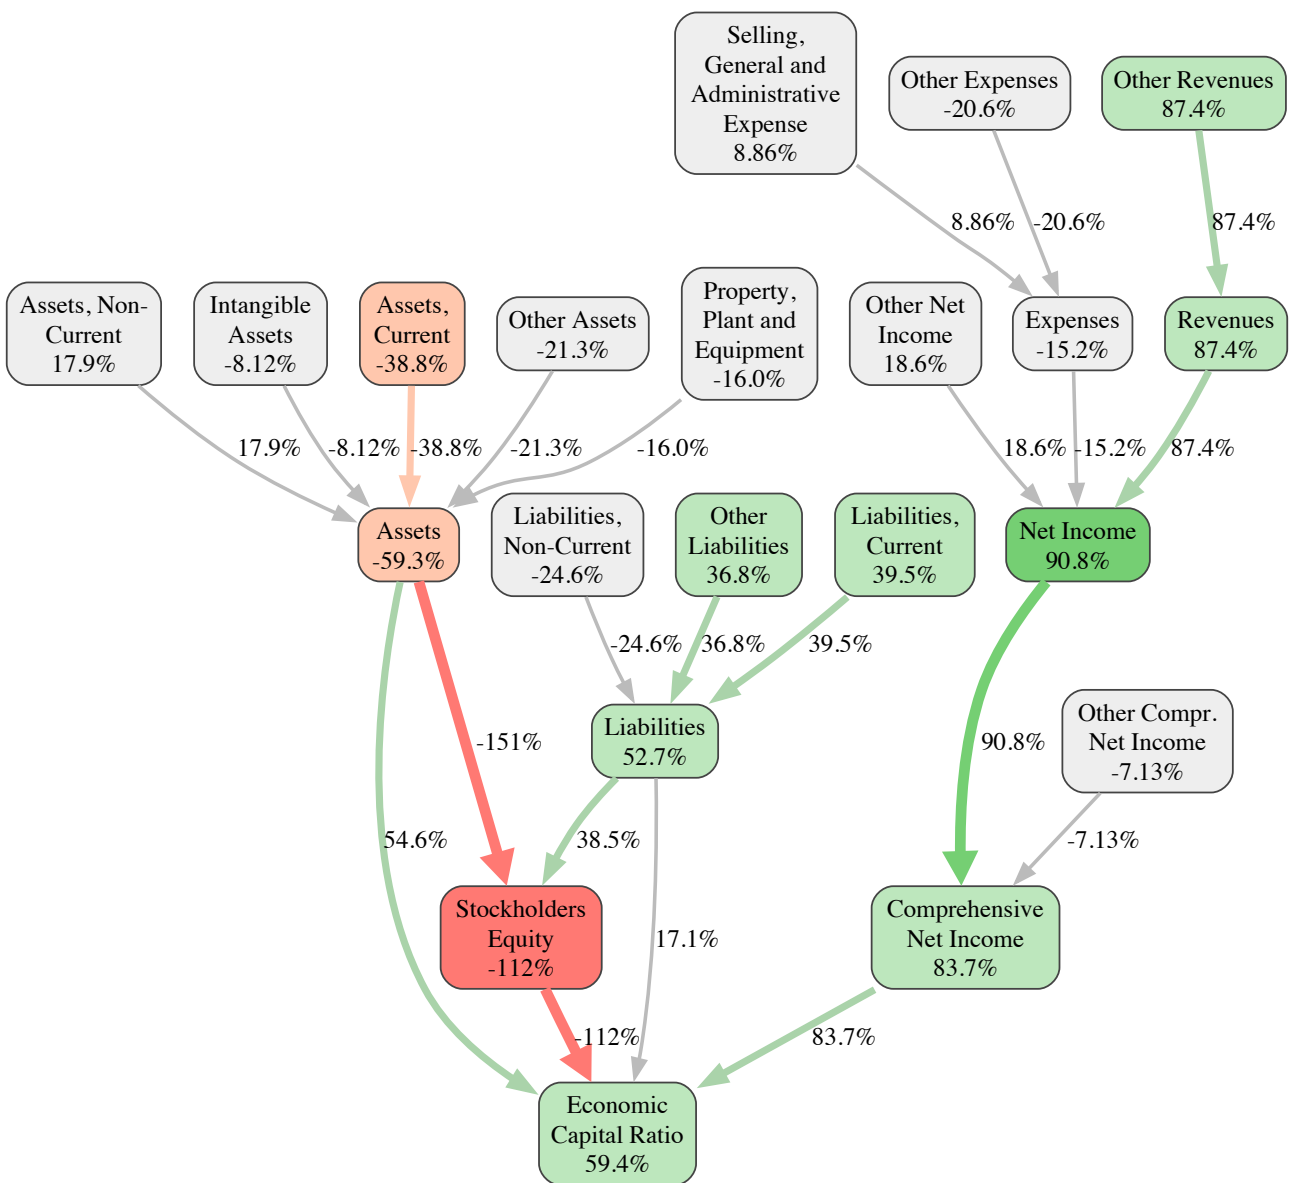 Selling,
General and
Administrative
Expense
8.86%
Other Expenses
-20.6%
Other Revenues
87.4%
8.86%
-20.6%
87.4%
Assets, Non-
Current
17.9%
Intangible
Assets
-8.12%
Assets,
Current
-38.8%
Other Assets
-21.3%
Property,
Plant and
Equipment
-16.0%
Other Net
Income
18.6%
Expenses
-15.2%
Revenues
87.4%
17.9%
-8.12%
-38.8%
-21.3%
-16.0%
18.6%
-15.2%
87.4%
Assets
-59.3%
Liabilities,
Non-Current
-24.6%
Other
Liabilities
36.8%
Liabilities,
Current
39.5%
Net Income
90.8%
-24.6%
36.8%
39.5%
Liabilities
52.7%
Other Compr.
Net Income
-7.13%
-151%
90.8%
54.6%
38.5%
-7.13%
Stockholders
Equity
-112%
17.1%
Comprehensive
Net Income
83.7%
-112%
83.7%
Economic
Capital Ratio
59.4%